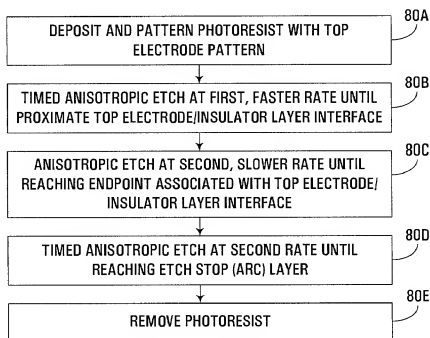 80A
DEPOSIT AND PATTERN PHOTORESIST WITH TOP
ELECTRODE PATTERN
80B
TIMED ANISOTROPIC ETCH AT FIRST, FASTER RATE UNTIL
PROXIMATE TOP ELECTRODE/INSULATOR LAYER INTERFACE
80C
ANISOTROPIC ETCH AT SECOND, SLOWER RATE UNTIL
REACHING ENDPOINT ASSOCIATED WITH TOP ELECTRODE/
INSULATOR LAYER INTERFACE
80D
TIMED ANISOTROPIC ETCH AT SECOND RATE UNTIL
REACHING ETCH STOP (ARC) LAYER
80E
REMOVE PHOTORESIST